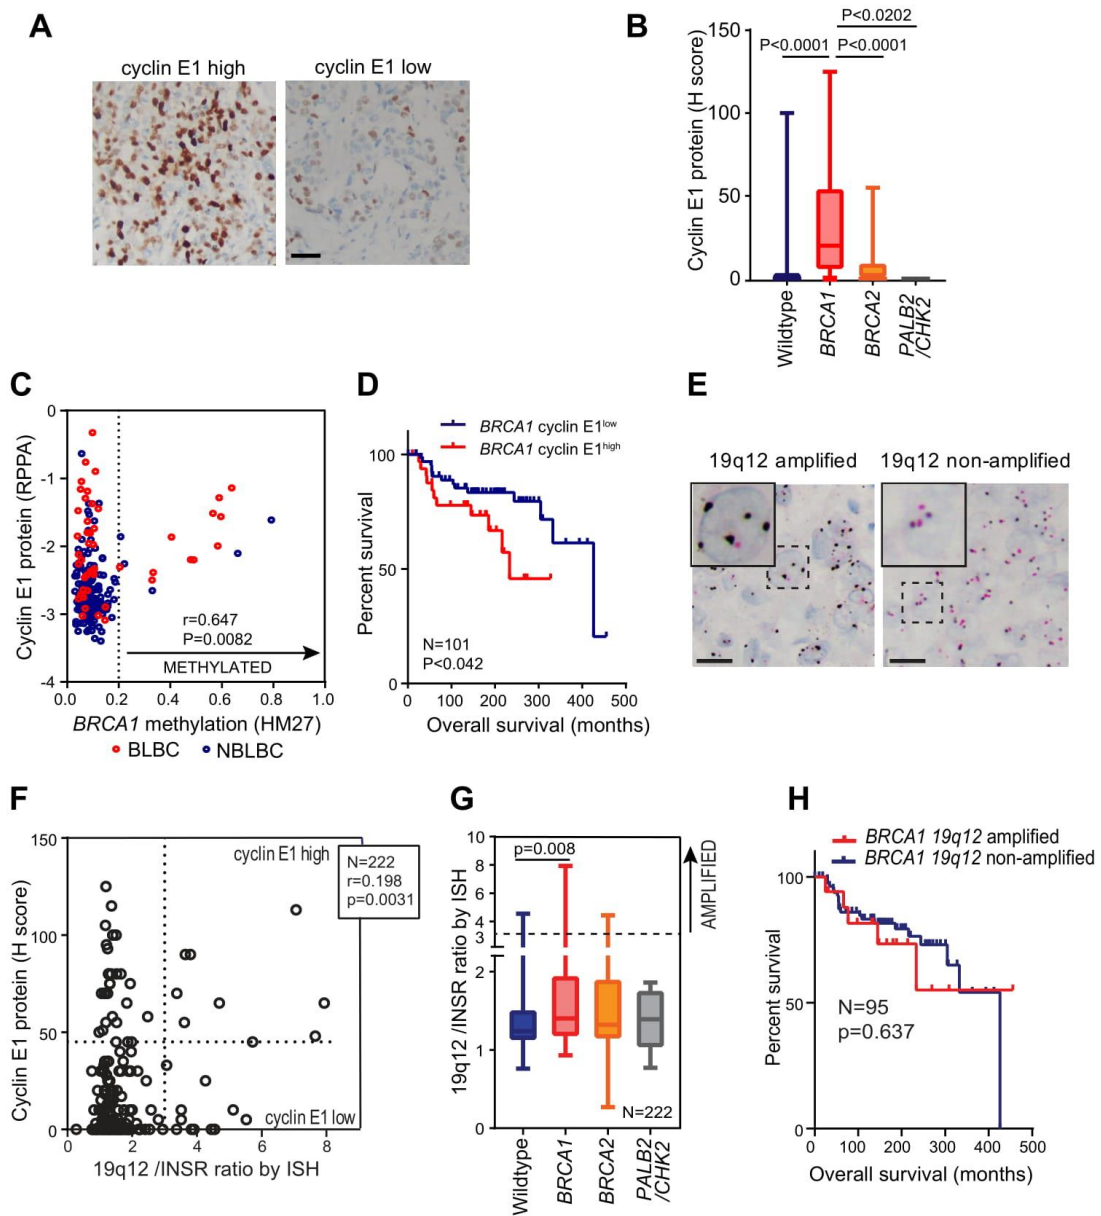 A
cyclin E1 high
cyclin E1 low
B
P<0.0202
P<0.0001
P<0.0001
Cyclin E1 protein (H score)
150
100
50
0
Wildtype
BRCA1
BRCA2
PALB2
/CHK2
C
Cyclin E1 protein (RPPA)
0
-1
-2
-3
-4
r=0.647
P=0.0082
METHYLATED
0.0
0.2
0.4
0.6
0.8
1.0
BRCA1 methylation (HM27)
BLBC
NBLBC
D
BRCA1 cyclin E1low
BRCA1 cyclin E1high
Percent survival
100
50
0
N=101
P<0.042
0
100
200
300
400
500
Overall survival (months)
E
19q12 amplified
19q12 non-amplified
F
Cyclin E1 protein (H score)
150
100
50
0
cyclin E1 high
N=222
r=0.198
p=0.0031
cyclin E1 low
0
2
4
6
8
19q12 /INSR ratio by ISH
G
19q12 /INSR ratio by ISH
10
8
6
4
3
2
1
0
p=0.008
AMPLIFIED
N=222
Wildtype
BRCA1
BRCA2
PALB2
/CHK2
H
BRCA1 19q12 amplified
BRCA1 19q12 non-amplified
Percent survival
100
50
0
N=95
p=0.637
0
100
200
300
400
500
Overall survival (months)